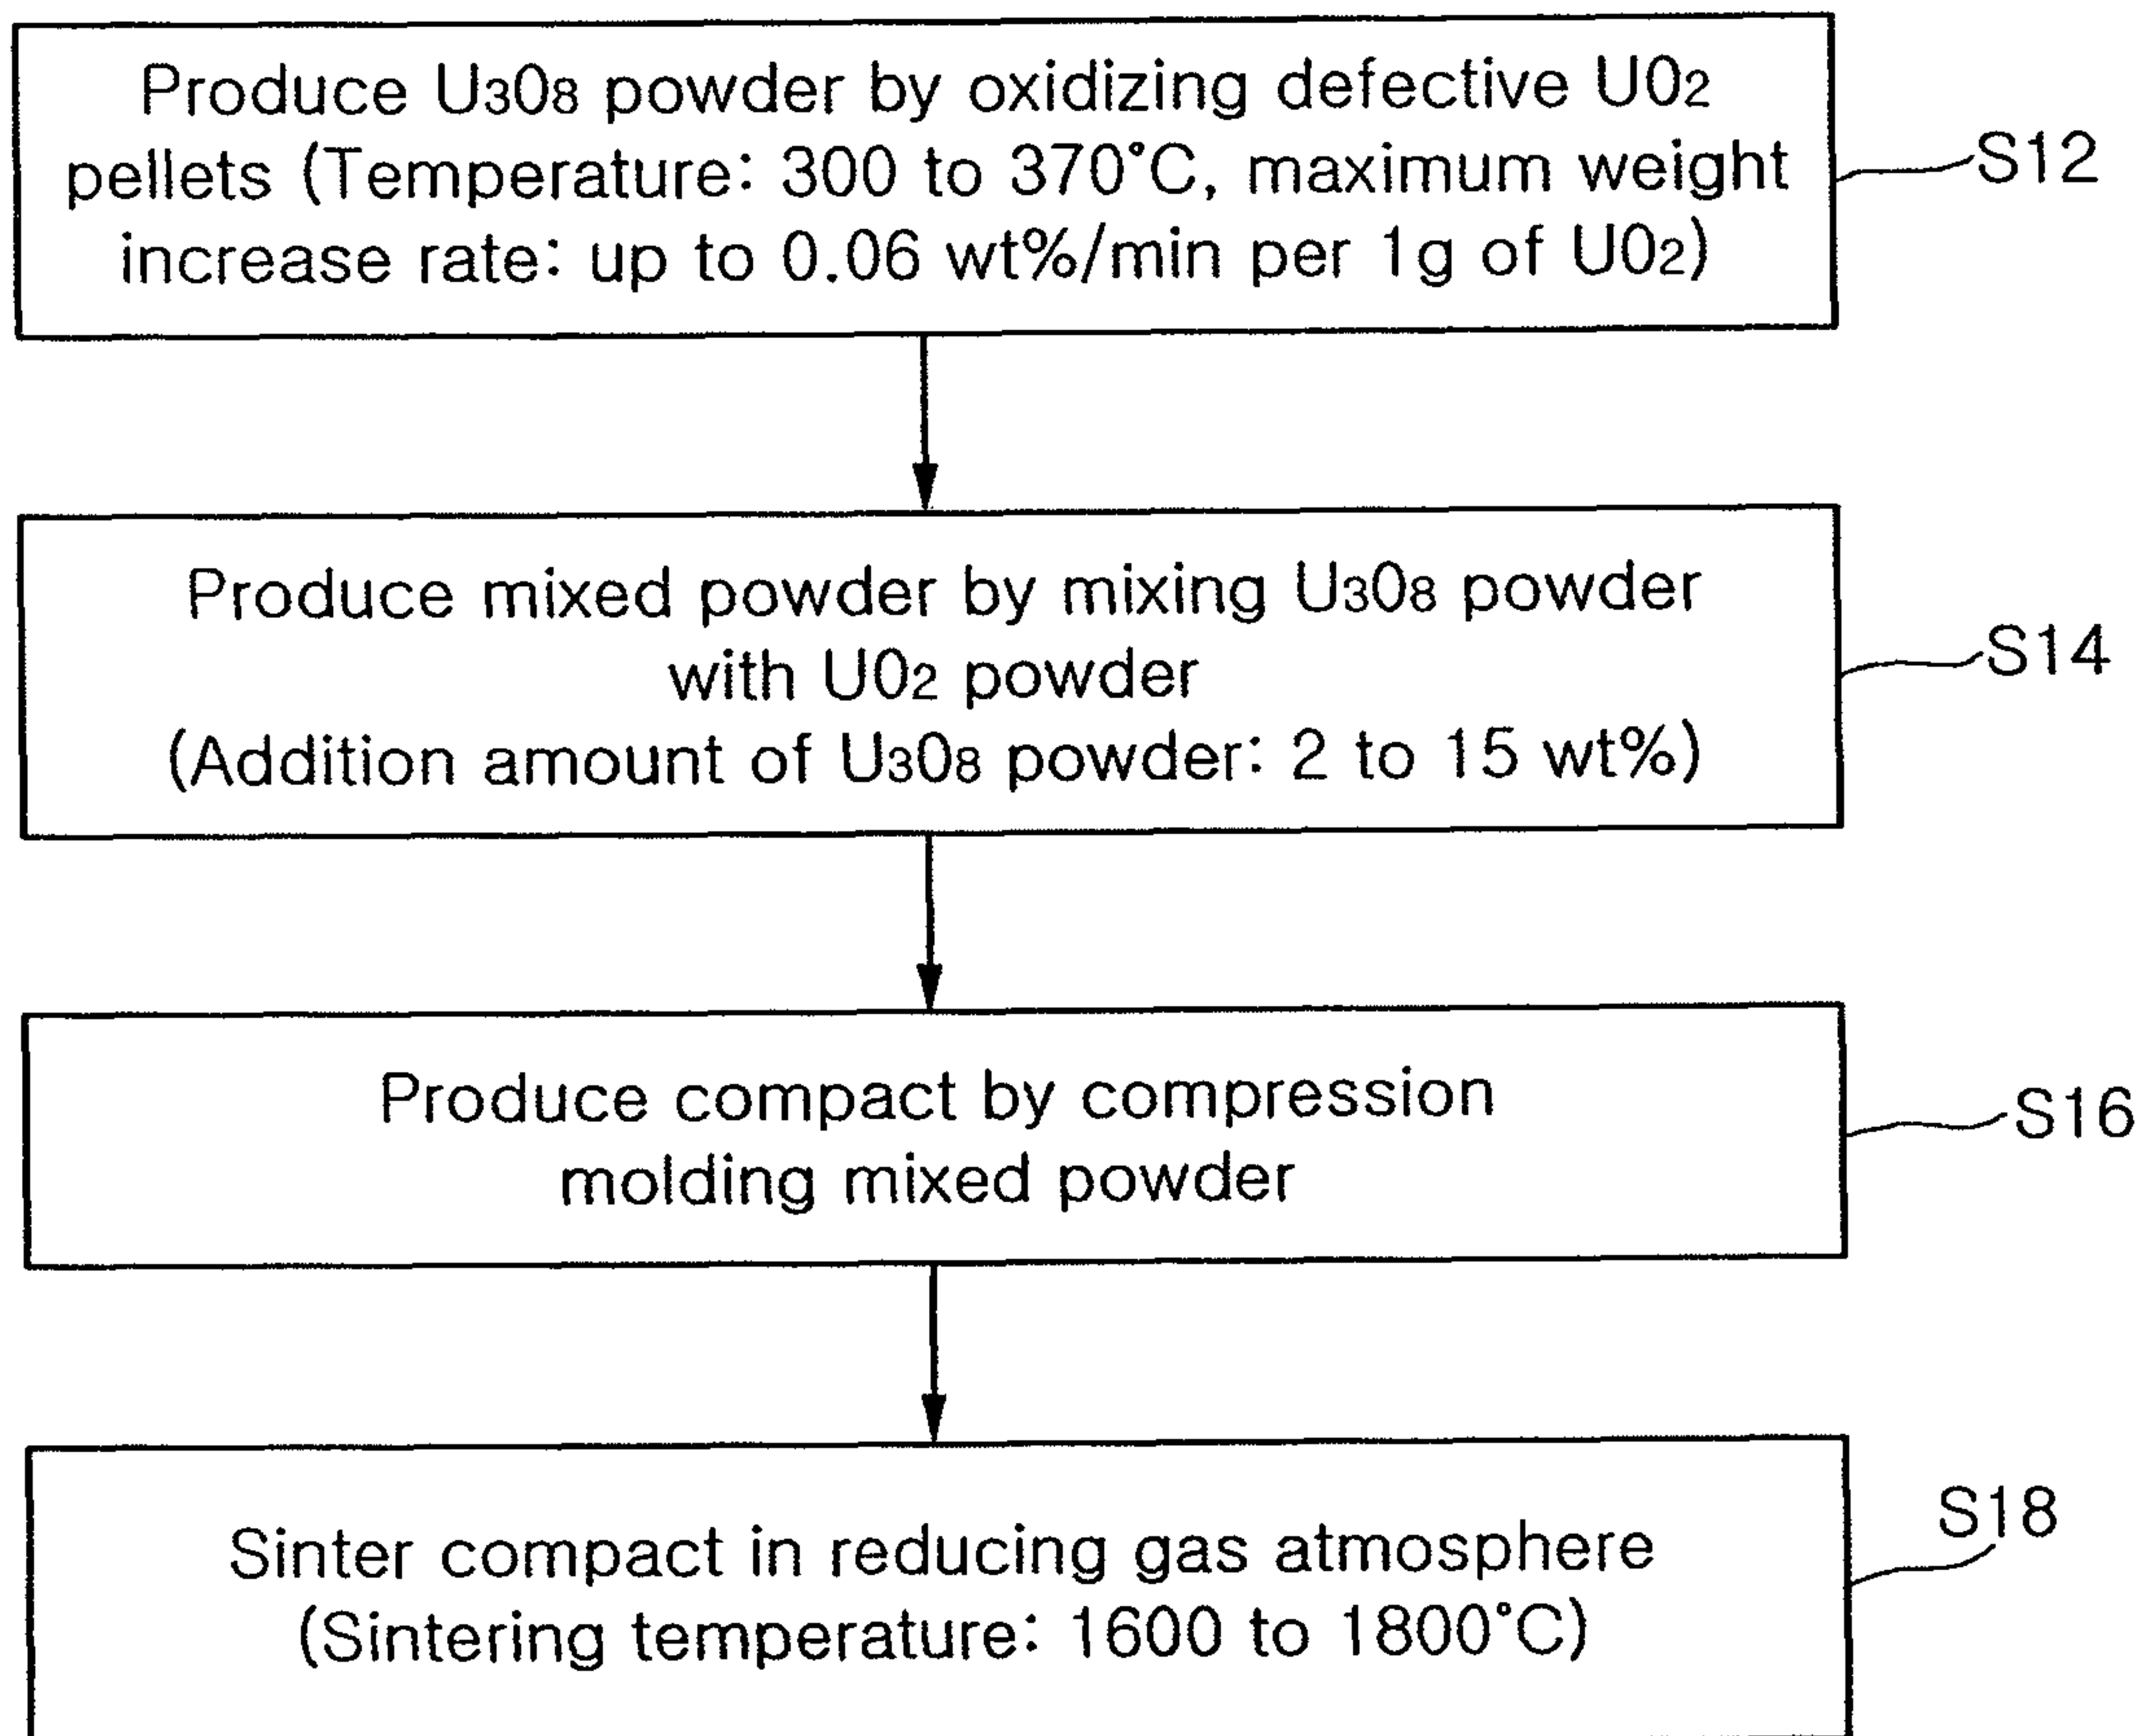 Produce U3O8 powder by oxidizing defective UO2
pellets (Temperature: 300 to 370°C, maximum weight
increase rate: up to 0.06 wt%/min per 1g of UO2)
S12
Produce mixed powder by mixing U3O8 powder
with UO2 powder
(Addition amount of U3O8 powder: 2 to 15 wt%)
S14
Produce compact by compression
molding mixed powder
S16
Sinter compact in reducing gas atmosphere
(Sintering temperature: 1600 to 1800°C)
S18